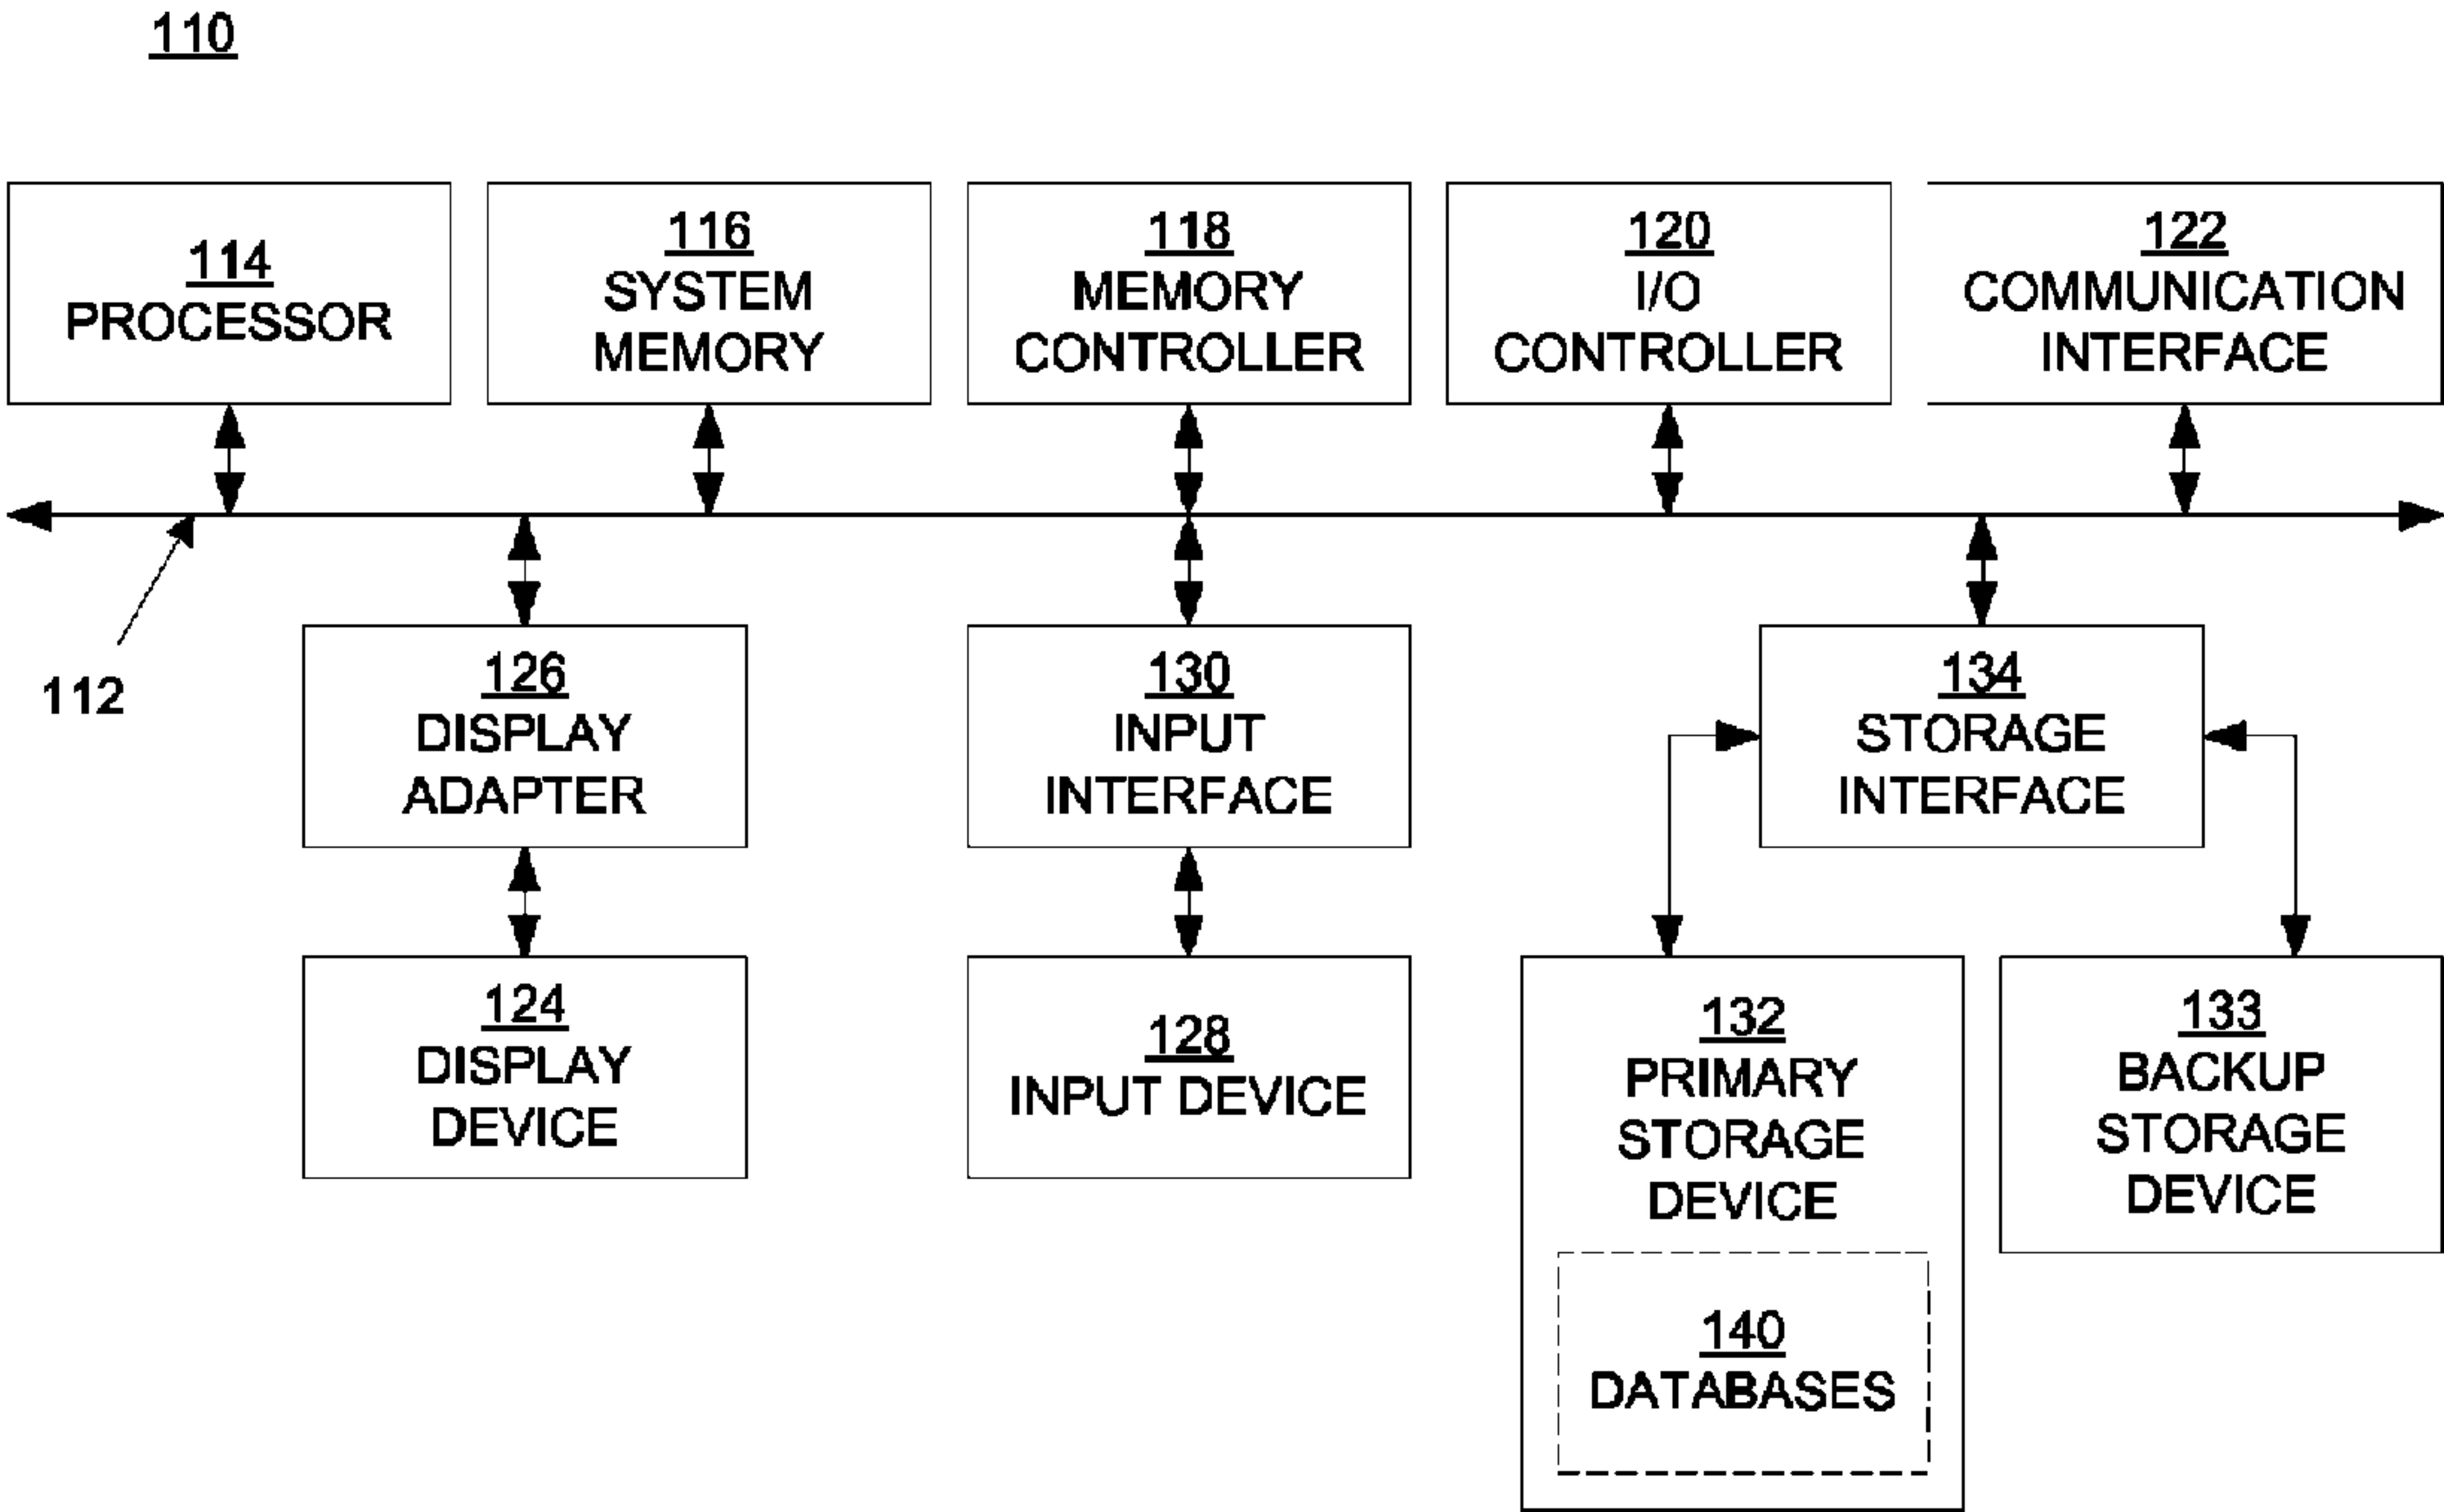 110
114
PROCESSOR
116
SYSTEM
MEMORY
118
MEMORY
CONTROLLER
120
I/O
CONTROLLER
122
COMMUNICATION
INTERFACE
112
126
DISPLAY
ADAPTER
130
INPUT
INTERFACE
134
STORAGE
INTERFACE
124
DISPLAY
DEVICE
128
INPUT DEVICE
132
PRIMARY
STORAGE
DEVICE
133
BACKUP
STORAGE
DEVICE
140
DATABASES